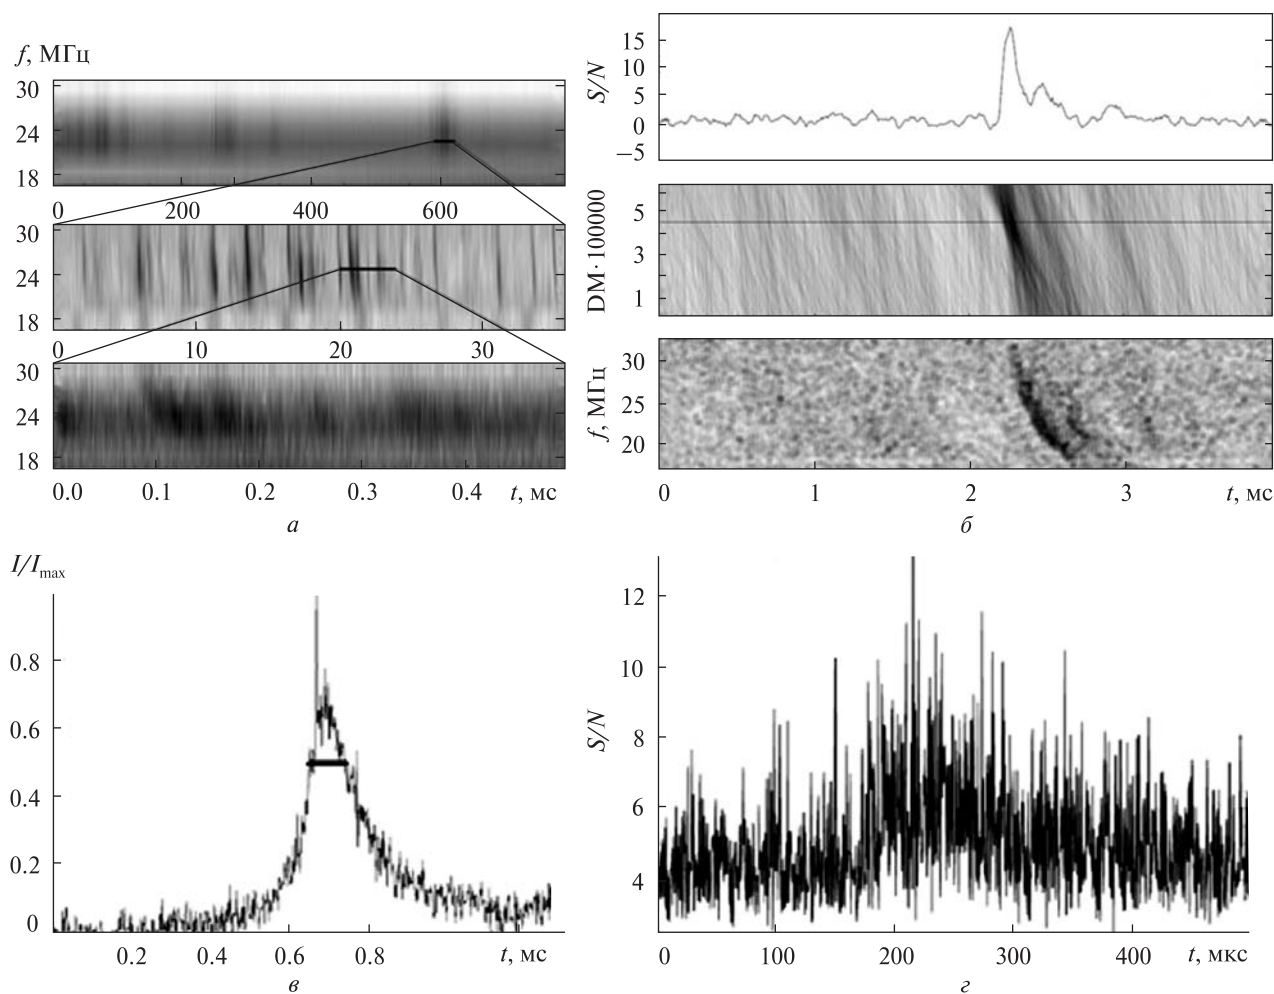 f, МГц
30
24
18
0 200 400 600
30
24
18
0 10 20 30
30
24
18
0.0 0.1 0.2 0.3 0.4 t, мс
а
S/N
15
10
5
0
–5
DM·100000
5
3
1
f, МГц
30
25
20
0 1 2 3 t, мс
б
I/Imax
0.8
0.6
0.4
0.2
0
0.2 0.4 0.6 0.8 t, мс
в
S/N
12
10
8
6
4
0 100 200 300 400 t, мкс
г